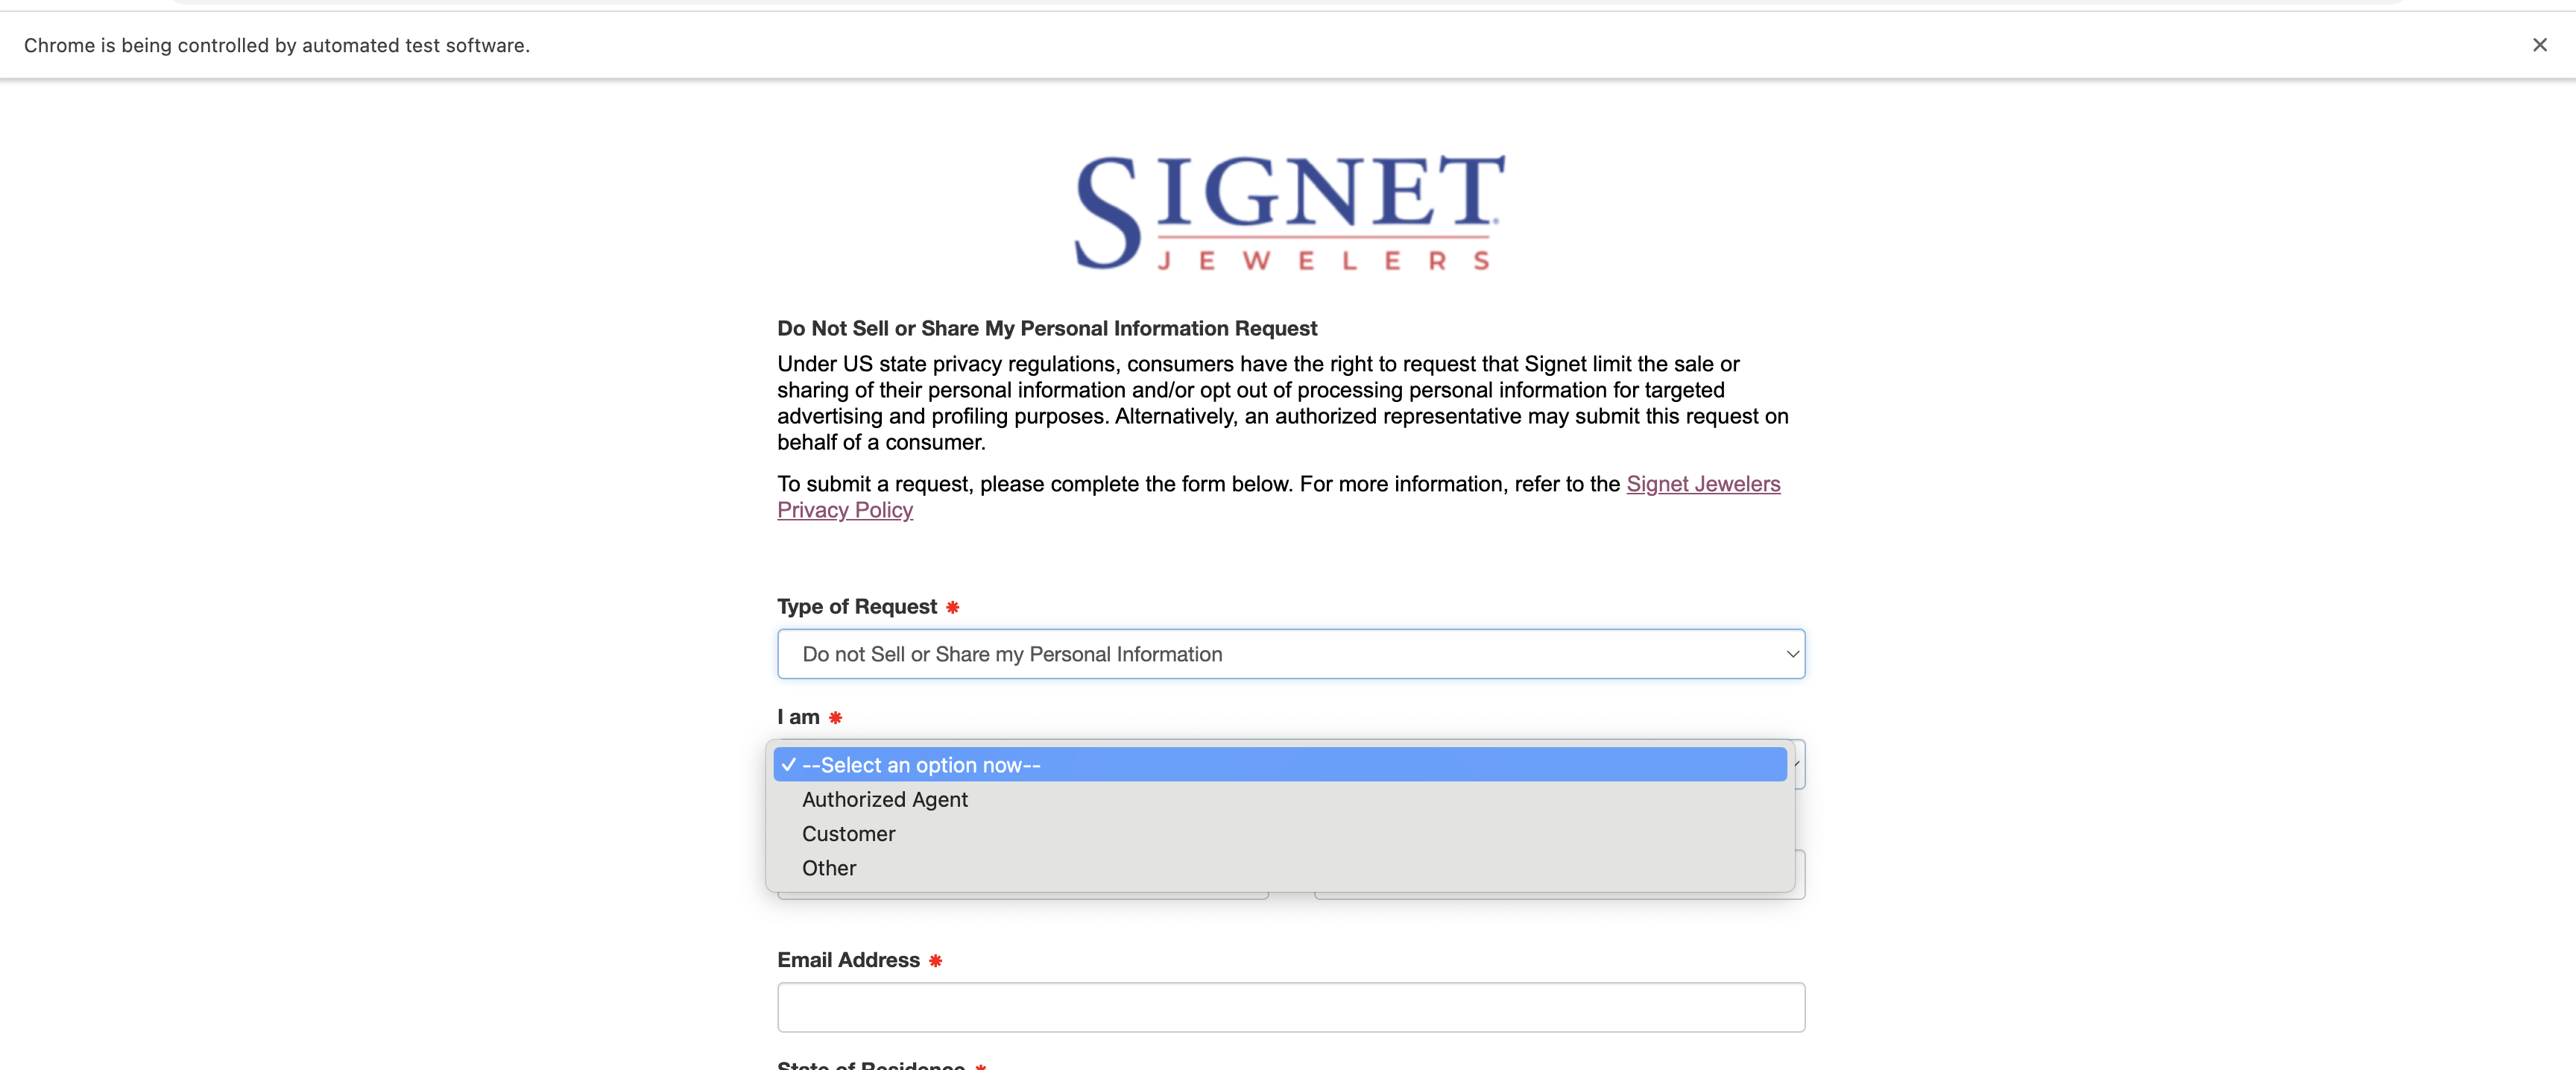 Chrome is being controlled by automated test software.
SIGNET
JEWELERS
Do Not Sell or Share My Personal Information Request
Under US state privacy regulations, consumers have the right to request that Signet limit the sale or
sharing of their personal information and/or opt out of processing personal information for targeted
advertising and profiling purposes. Alternatively, an authorized representative may submit this request on
behalf of a consumer.
To submit a request, please complete the form below. For more information, refer to the Signet Jewelers
Privacy Policy
Type of Request *
Do not Sell or Share my Personal Information
I am *
✓ --Select an option now--
Authorized Agent
Customer
Other
Email Address *
State of Residence *